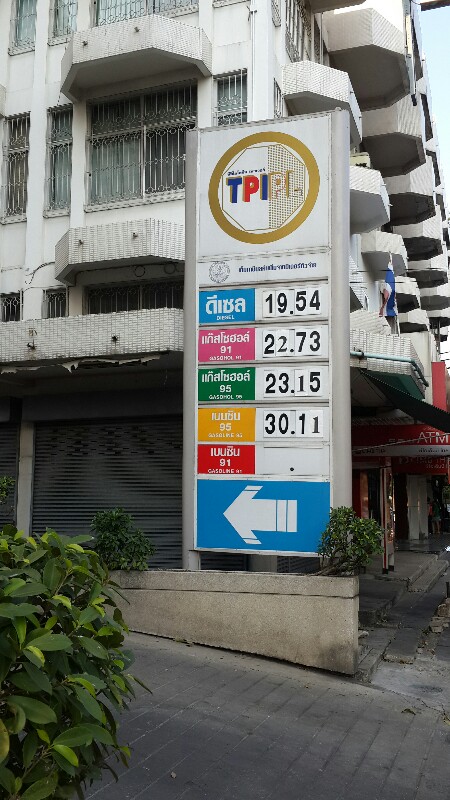 TPIPL
ดีเซล
DIESEL
19.54
แก๊สโซฮอล์
91
GASOHOL 91
22.73
แก๊สโซฮอล์
95
GASOHOL 95
23.15
เบนซิน
95
GASOLINE 95
30.11
เบนซิน
91
GASOLINE 91
ATM